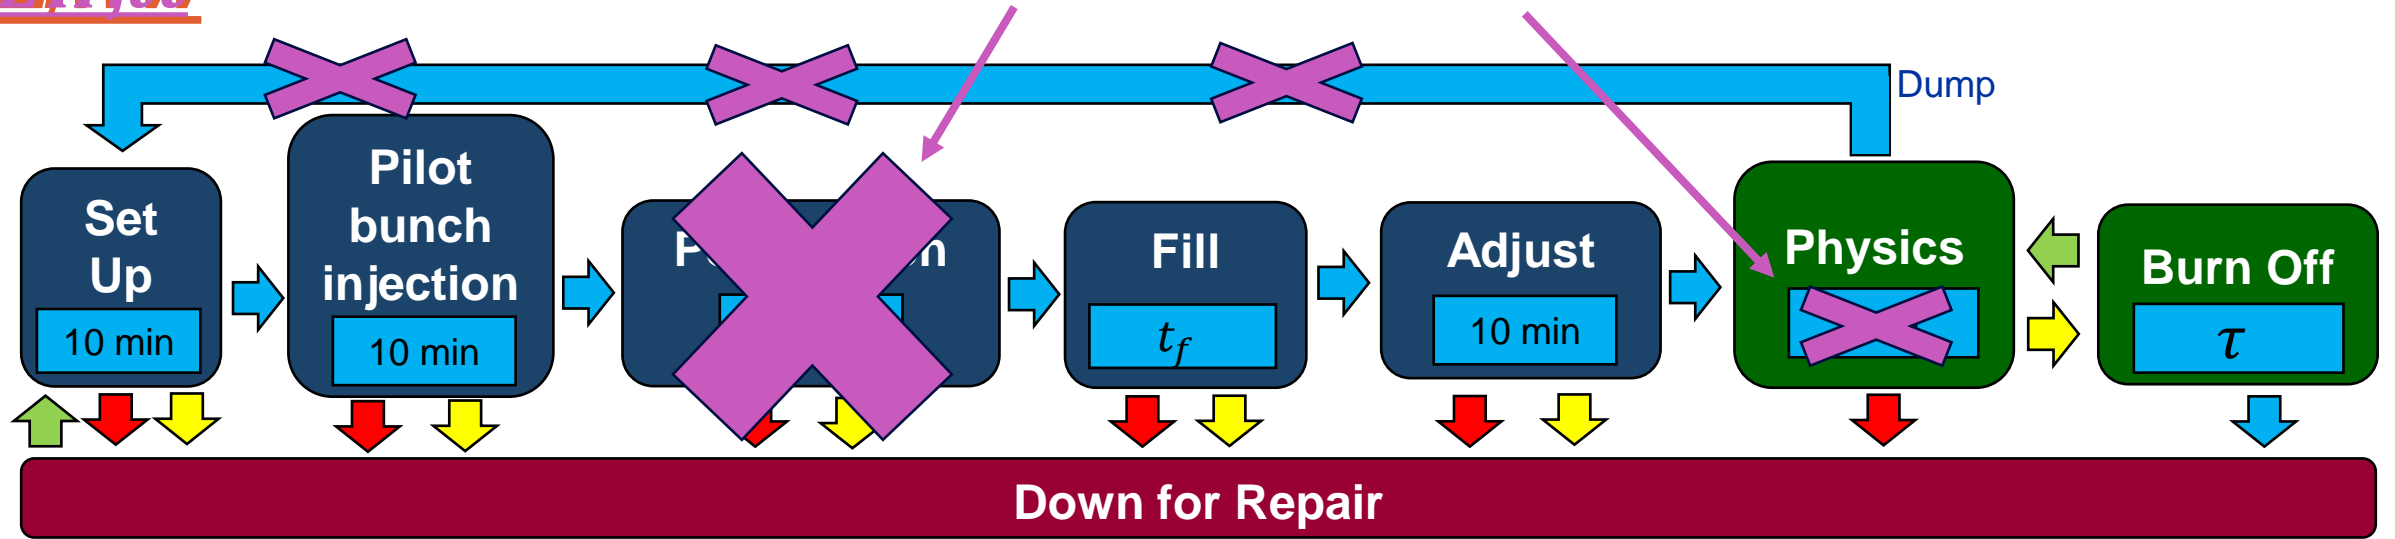 Dump
Set
Up
10 min
Pilot
bunch
injection
10 min
Fill
t_f
Adjust
10 min
Physics
Burn Off
τ
Down for Repair